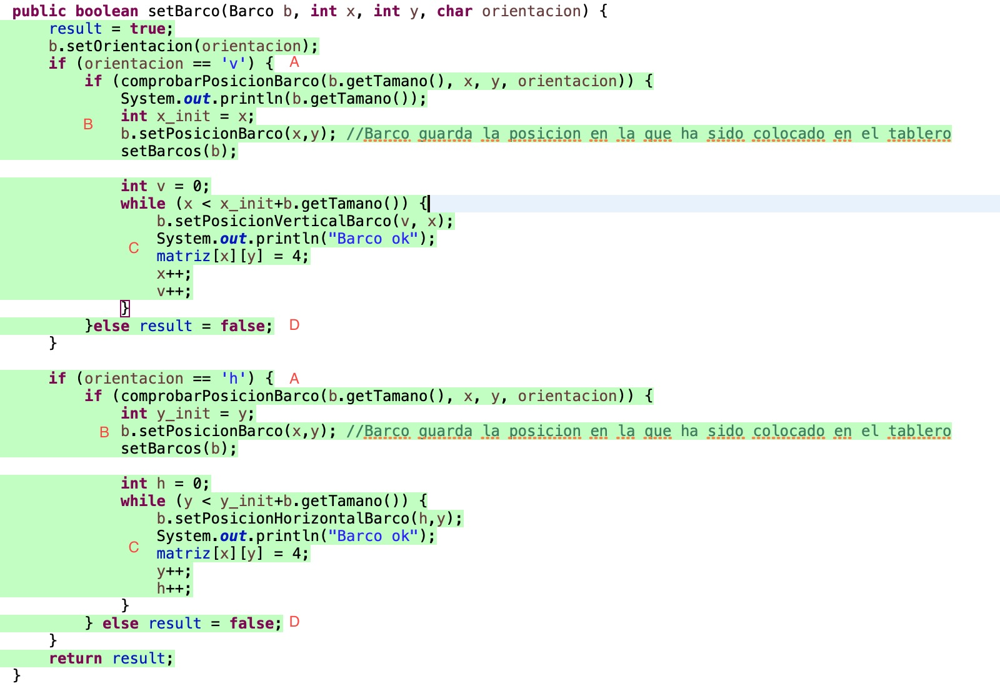 public boolean setBarco(Barco b, int x, int y, char orientacion) {
result = true;
b.setOrientacion(orientacion);
if (orientacion == 'v') { A
if (comprobarPosicionBarco(b.getTamano(), x, y, orientacion)) {
System.out.println(b.getTamano());
int x_init = x;
B
b.setPosicionBarco(x,y); //Barco guarda la posicion en la que ha sido colocado en el tablero
setBarcos(b);
int v = 0;
while (x < x_init+b.getTamano()) {
b.setPosicionVerticalBarco(v, x);
System.out.println("Barco ok");
C
matriz[x][y] = 4;
x++;
v++;
}
}else result = false; D
}
if (orientacion == 'h') { A
if (comprobarPosicionBarco(b.getTamano(), x, y, orientacion)) {
int y_init = y;
B b.setPosicionBarco(x,y); //Barco guarda la posicion en la que ha sido colocado en el tablero
setBarcos(b);
int h = 0;
while (y < y_init+b.getTamano()) {
b.setPosicionHorizontalBarco(h,y);
System.out.println("Barco ok");
C
matriz[x][y] = 4;
y++;
h++;
}
} else result = false; D
}
return result;
}